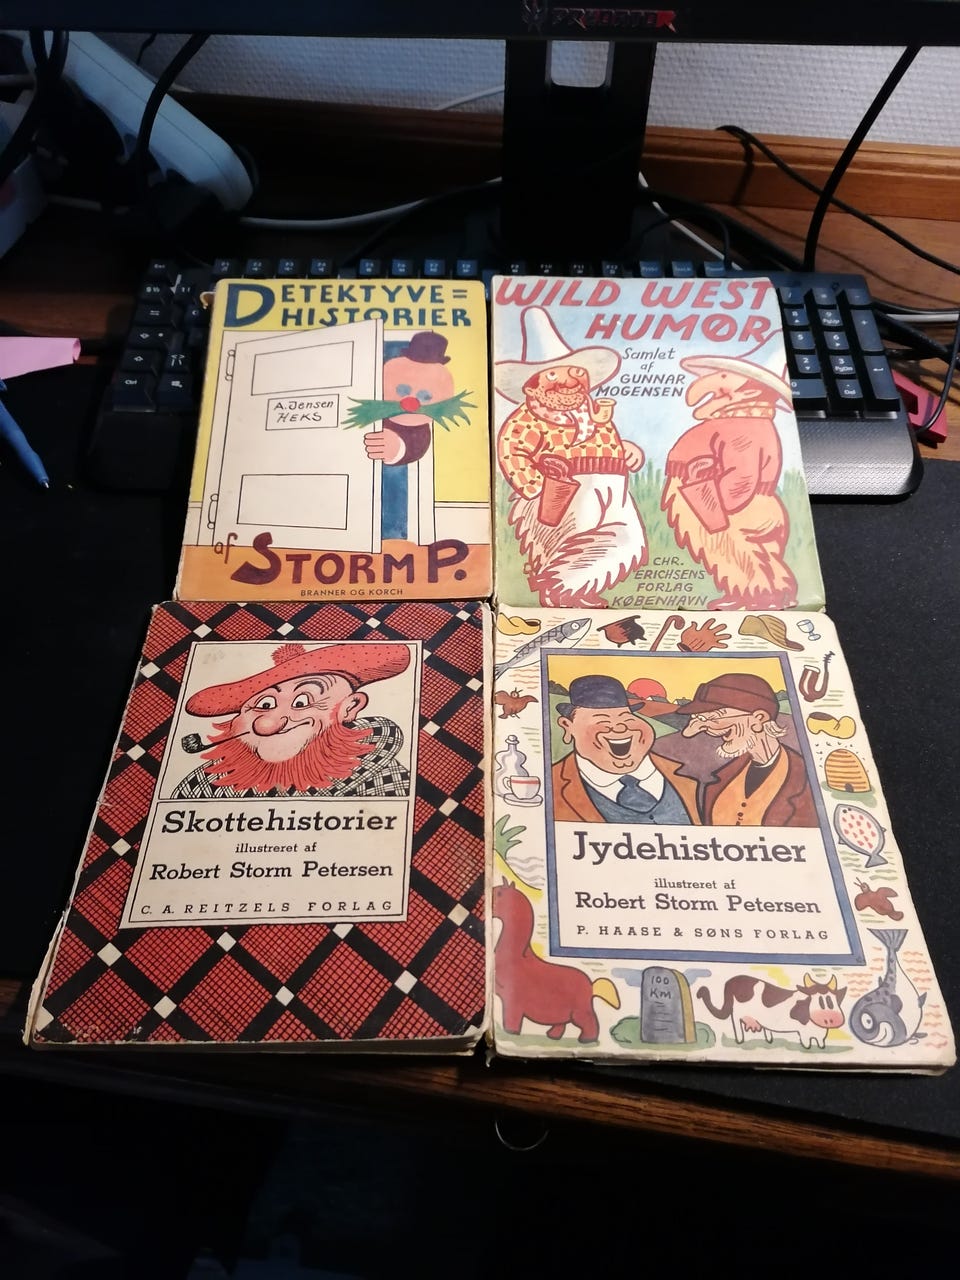 PREDATOR
DETEKTYVE=
HISTORIER
A. Jensen
HEKS
af STORM P.
BRANNER OG KORCH
WILD WEST
HUMØR
Samlet
af
GUNNAR
MOGENSEN
CHR.
ERICHSENS
FORLAG
KØBENHAVN
Skottehistorier
illustreret af
Robert Storm Petersen
C. A. REITZELS FORLAG
Jydehistorier
illustreret af
Robert Storm Petersen
P. HAASE & SØNS FORLAG
100
KM